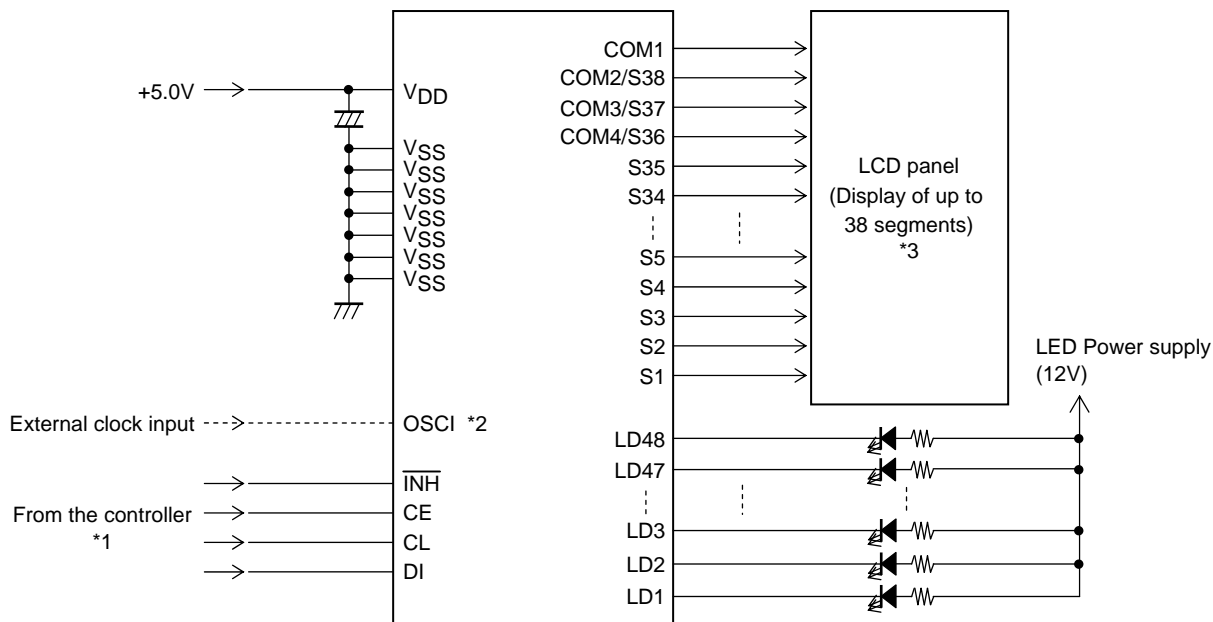 +5.0V
VDD
VSS
VSS
VSS
VSS
VSS
VSS
VSS
External clock input
OSCI *2
From the controller
*1
INH
CE
CL
DI
COM1
COM2/S38
COM3/S37
COM4/S36
S35
S34
S5
S4
S3
S2
S1
LCD panel
(Display of up to
38 segments)
*3
LED Power supply
(12V)
LD48
LD47
LD3
LD2
LD1